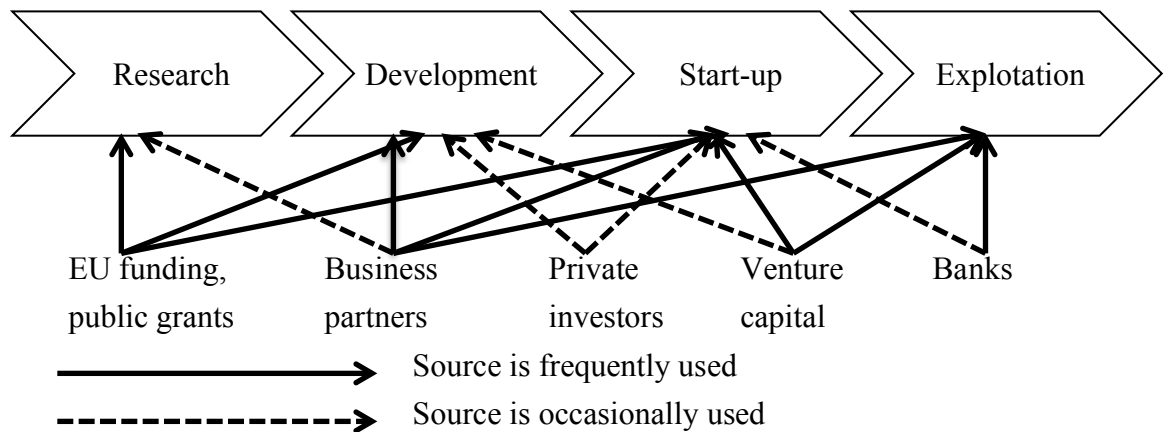 Research
Development
Start-up
Explotation
EU funding,
public grants
Business
partners
Private
investors
Venture
capital
Banks
Source is frequently used
Source is occasionally used